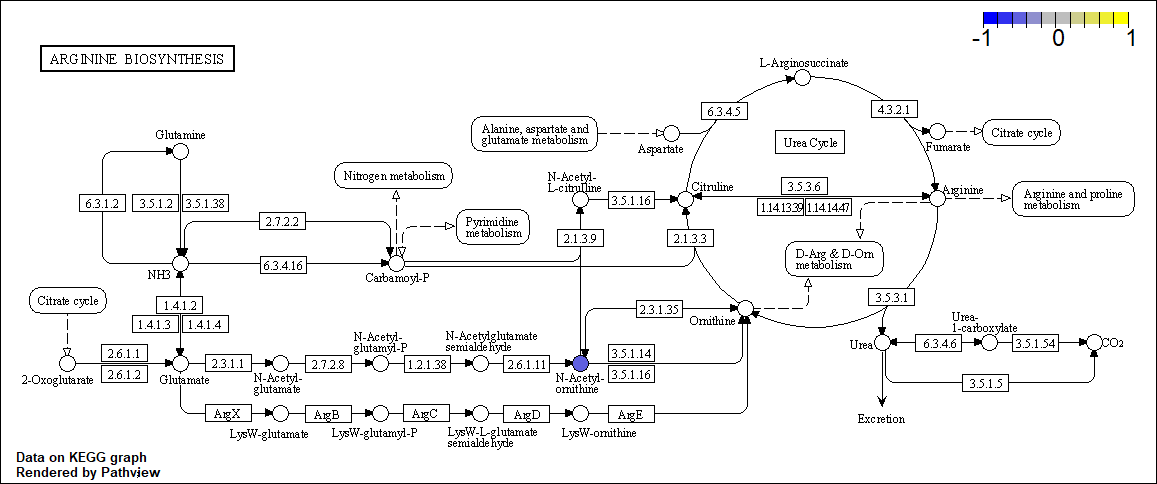 -1 0 1
ARGININE BIOSYNTHESIS
L-Arginosuccinate
6.3.4.5
4.3.2.1
Alanine, aspartate and
glutamate metabolism
Aspartate
Urea Cycle
Fumarate
Citrate cycle
Glutamine
Nitrogen metabolism
N-Acetyl-
L-citrulline
Citruline
3.5.3.6
Arginine
Arginine and proline
metabolism
6.3.1.2
3.5.1.2
3.5.1.38
3.5.1.16
1.14.13.39
1.14.14.47
2.7.2.2
Pyrimidine
metabolism
2.1.3.9
2.1.3.3
D-Arg & D-Orn
metabolism
NH3
6.3.4.16
Carbamoyl-P
Citrate cycle
1.4.1.2
1.4.1.3
1.4.1.4
2.3.1.35
Ornithine
3.5.3.1
Urea-
1-carboxylate
2.6.1.1
2.6.1.2
2-Oxoglutarate
Glutamate
2.3.1.1
N-Acetyl-
glutamate
2.7.2.8
N-Acetyl-
glutamyl-P
1.2.1.38
N-Acetylglutamate
semialdehyde
2.6.1.11
N-Acetyl-
ornithine
3.5.1.14
3.5.1.16
Urea
6.3.4.6
3.5.1.54
CO2
3.5.1.5
Excretion
ArgX
LysW-glutamate
ArgB
LysW-glutamyl-P
ArgC
LysW-L-glutamate
semialdehyde
ArgD
LysW-ornithine
ArgE
Data on KEGG graph
Rendered by Pathview